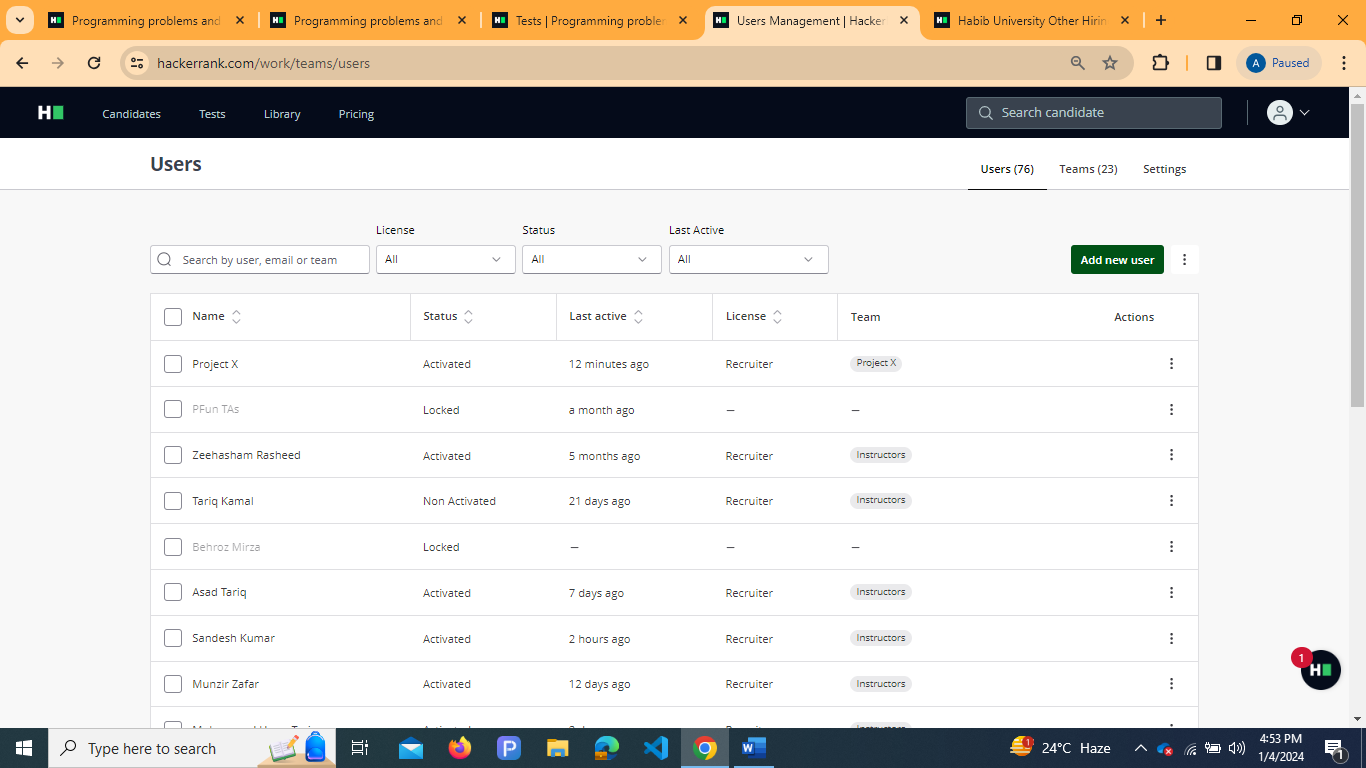 Programming problems and
Programming problems and
Tests | Programming problem
Users Management | Hacker
Habib University Other Hirin
hackerrank.com/work/teams/users
A Paused
H
Candidates Tests Library Pricing
Search candidate
Users
Users (76) Teams (23) Settings
License Status Last Active
Search by user, email or team All All All Add new user
Name Status Last active License Team Actions
Project X Activated 12 minutes ago Recruiter Project X
PFun TAs Locked a month ago — —
Zeehasham Rasheed Activated 5 months ago Recruiter Instructors
Tariq Kamal Non Activated 21 days ago Recruiter Instructors
Behroz Mirza Locked — — —
Asad Tariq Activated 7 days ago Recruiter Instructors
Sandesh Kumar Activated 2 hours ago Recruiter Instructors
1
H
Munzir Zafar Activated 12 days ago Recruiter Instructors
Type here to search
1
24°C Haze
4:53 PM
1/4/2024
1